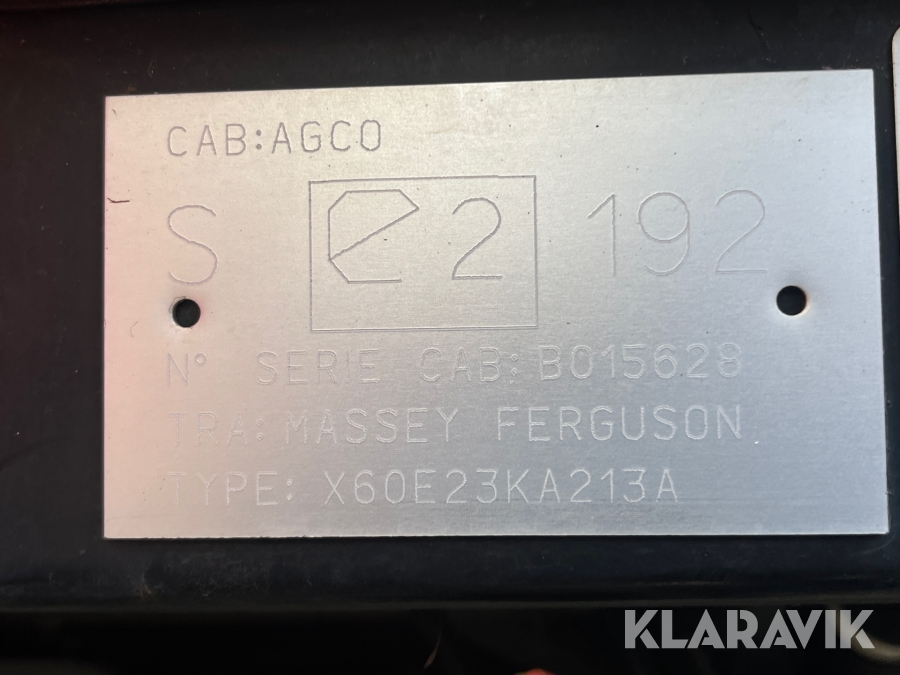 CAB:AGCO
S e2 192
N° SERIE CAB: B015628
TRA: MASSEY FERGUSON
TYPE: X60E23KA213A
KLARAVIK